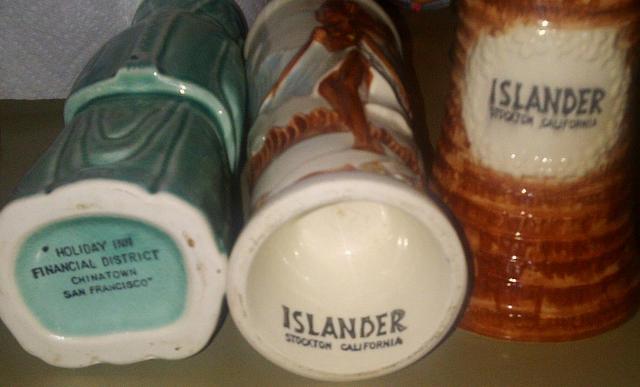 " HOLIDAY INN
FINANCIAL DISTRICT
CHINATOWN
SAN FRANCISCO"
ISLANDER
STOCKTON CALIFORNIA
ISLANDER
STOCKTON CALIFORNIA